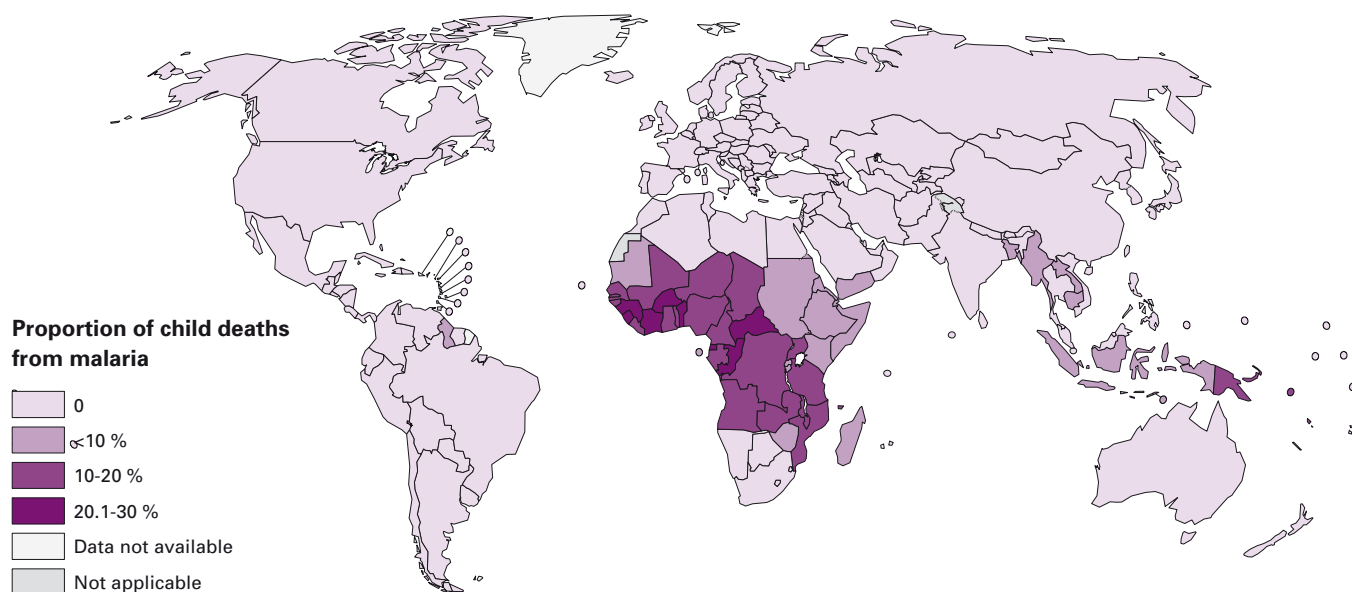 Proportion of child deaths
from malaria
0
<10 %
10-20 %
20.1-30 %
Data not available
Not applicable